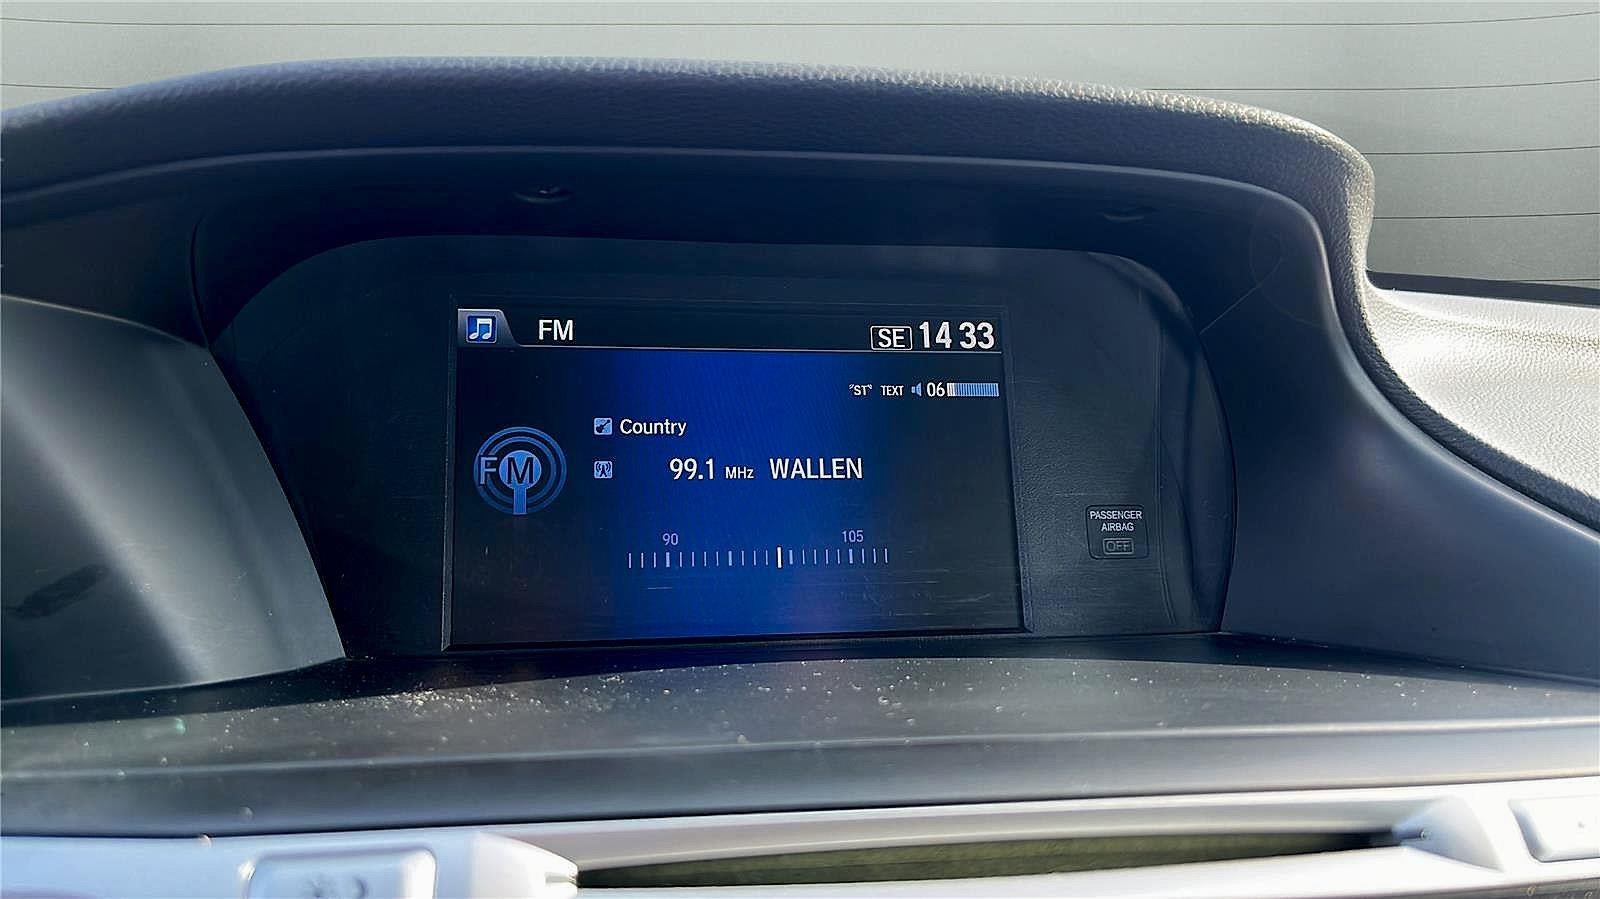 FM SE 14 33
"ST" TEXT 06
Country
FM 99.1 MHz WALLEN
90 105
PASSENGER
AIRBAG
OFF